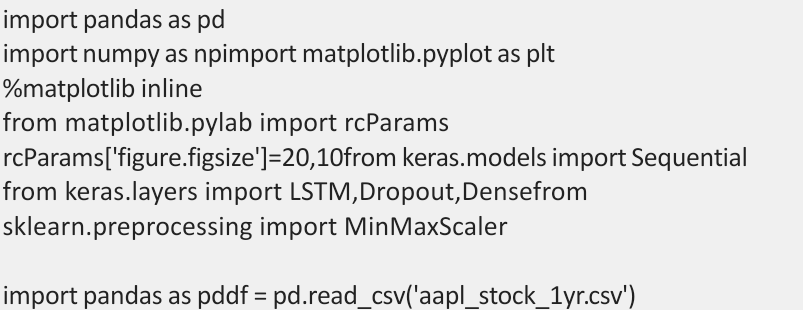 import pandas as pd
import numpy as npimport matplotlib.pyplot as plt
%matplotlib inline
from matplotlib.pylab import rcParams
rcParams['figure.figsize']=20,10from keras.models import Sequential
from keras.layers import LSTM,Dropout,Densefrom
sklearn.preprocessing import MinMaxScaler
import pandas as pddf = pd.read_csv('aapl_stock_1yr.csv')